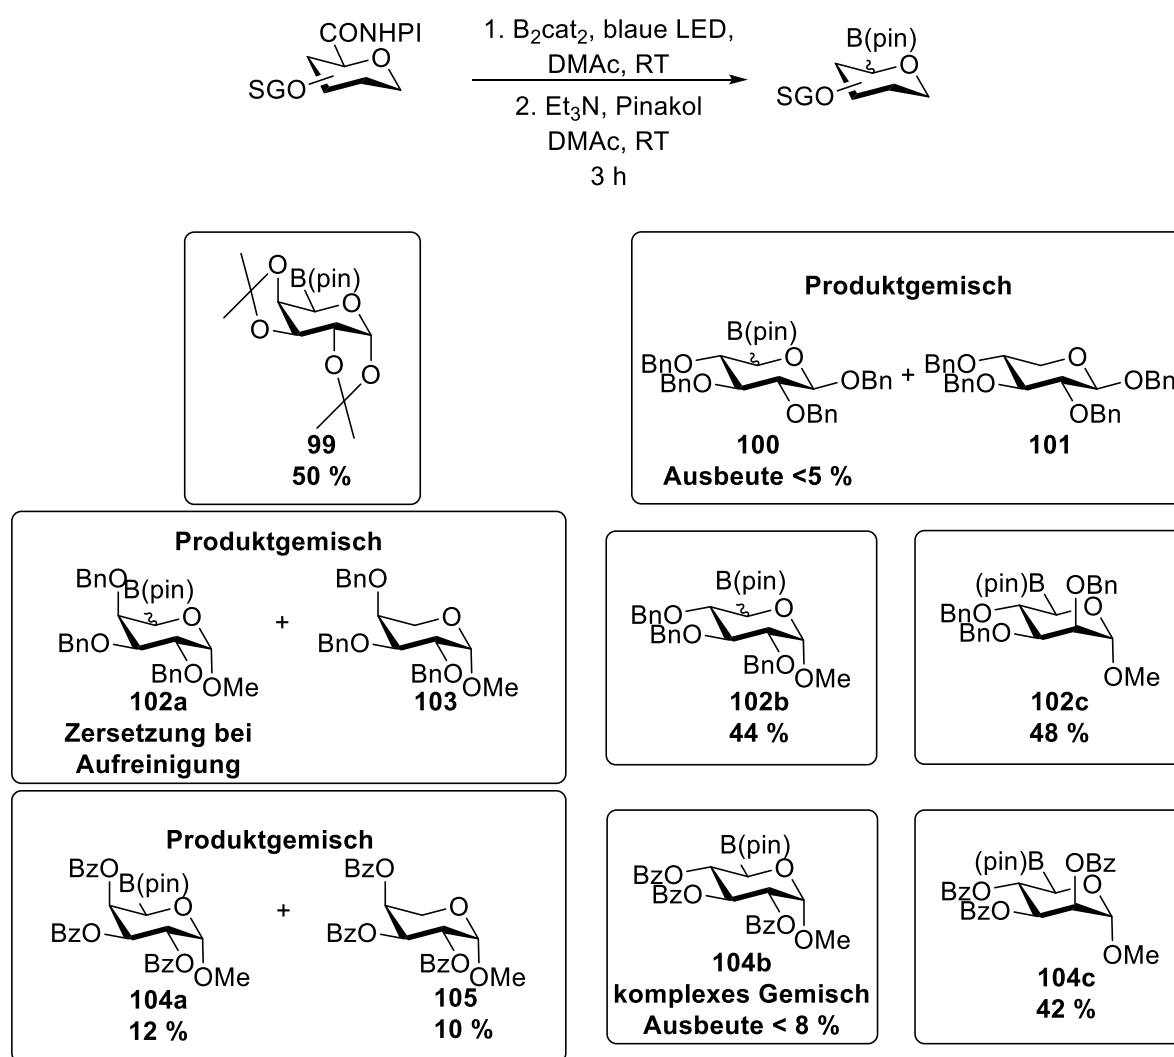 CONHPI
O
SGO
1. B₂cat₂, blaue LED,
DMAc, RT
2. Et₃N, Pinakol
DMAc, RT
3 h
B(pin)
O
SGO
O
B(pin)
O
O
O
O
99
50 %
Produktgemisch
B(pin)
BnO
O
BnO
OBn
OBn
100
Ausbeute <5 %
+
BnO
O
BnO
OBn
OBn
101
Produktgemisch
BnO
B(pin)
O
BnO
BnO
OMe
102a
Zersetzung bei
Aufreinigung
+
BnO
O
BnO
BnO
OMe
103
B(pin)
BnO
O
BnO
BnO
OMe
102b
44 %
(pin)B
OBn
BnO
O
BnO
OMe
102c
48 %
Produktgemisch
BzO
B(pin)
O
BzO
BzO
OMe
104a
12 %
+
BzO
O
BzO
BzO
OMe
105
10 %
B(pin)
BzO
O
BzO
BzO
OMe
104b
komplexes Gemisch
Ausbeute < 8 %
(pin)B
OBz
BzO
O
BzO
OMe
104c
42 %